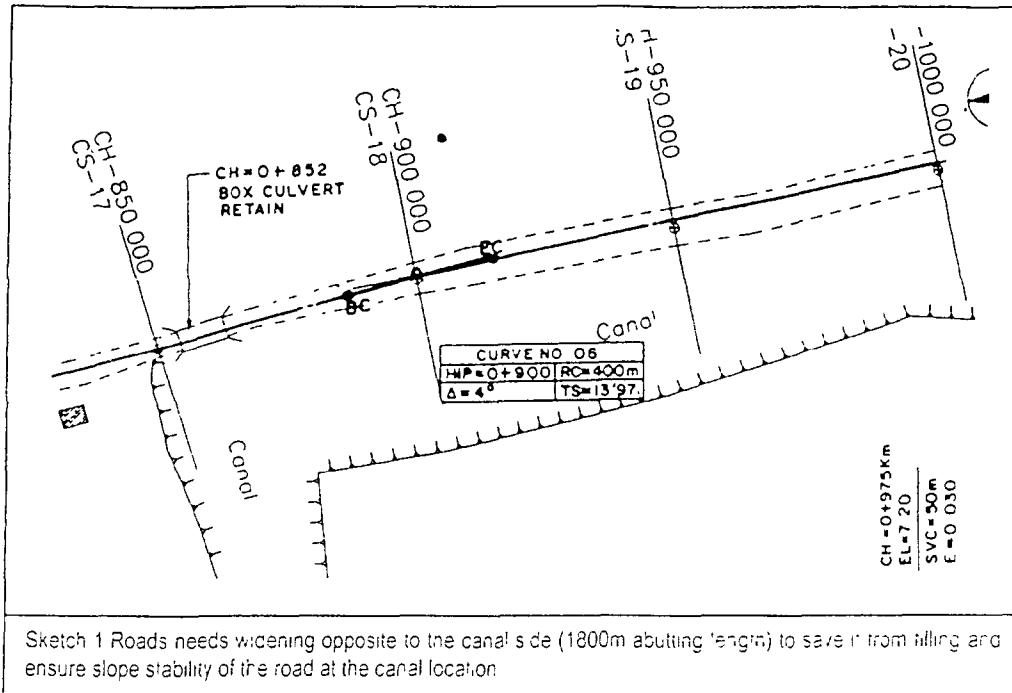 CH-850 000
CS-17
CH=0+852
BOX CULVERT
RETAIN
CH-900 000
CS-18
H-950 000
.S-19
-1000 000
-20
BC
EC
Canal
CURVE NO 06
HIP=0+900 RC=400m
Δ=4° TS=13'97.
Canal
CH=0+975Km
EL=7 20
SVC=50m
E=0 030
Sketch 1 Roads needs widening opposite to the canal side (1800m abutting length) to save it from filling and
ensure slope stability of the road at the canal location